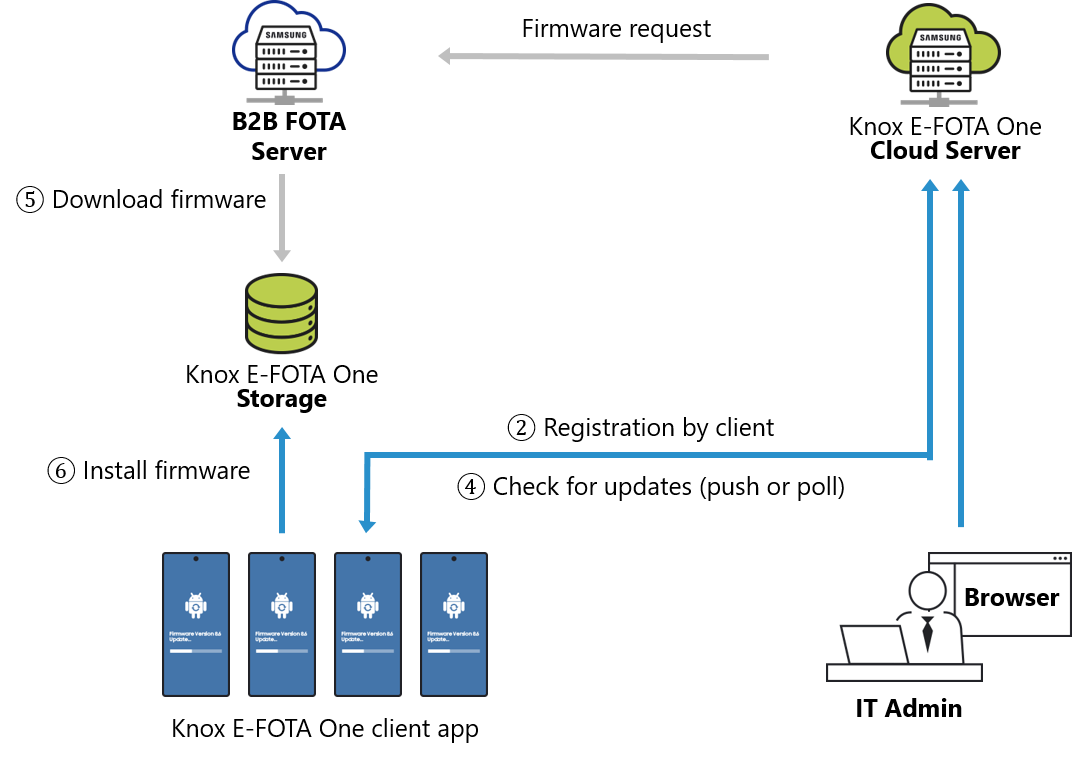 SAMSUNG
Firmware request
SAMSUNG
B2B FOTA
Server
Knox E-FOTA One
Cloud Server
⑤ Download firmware
Knox E-FOTA One
Storage
② Registration by client
⑥ Install firmware
④ Check for updates (push or poll)
Firmware Version 8.6
Update...
Firmware Version 8.6
Update...
Firmware Version 8.6
Update...
Firmware Version 8.6
Update...
Browser
IT Admin
Knox E-FOTA One client app